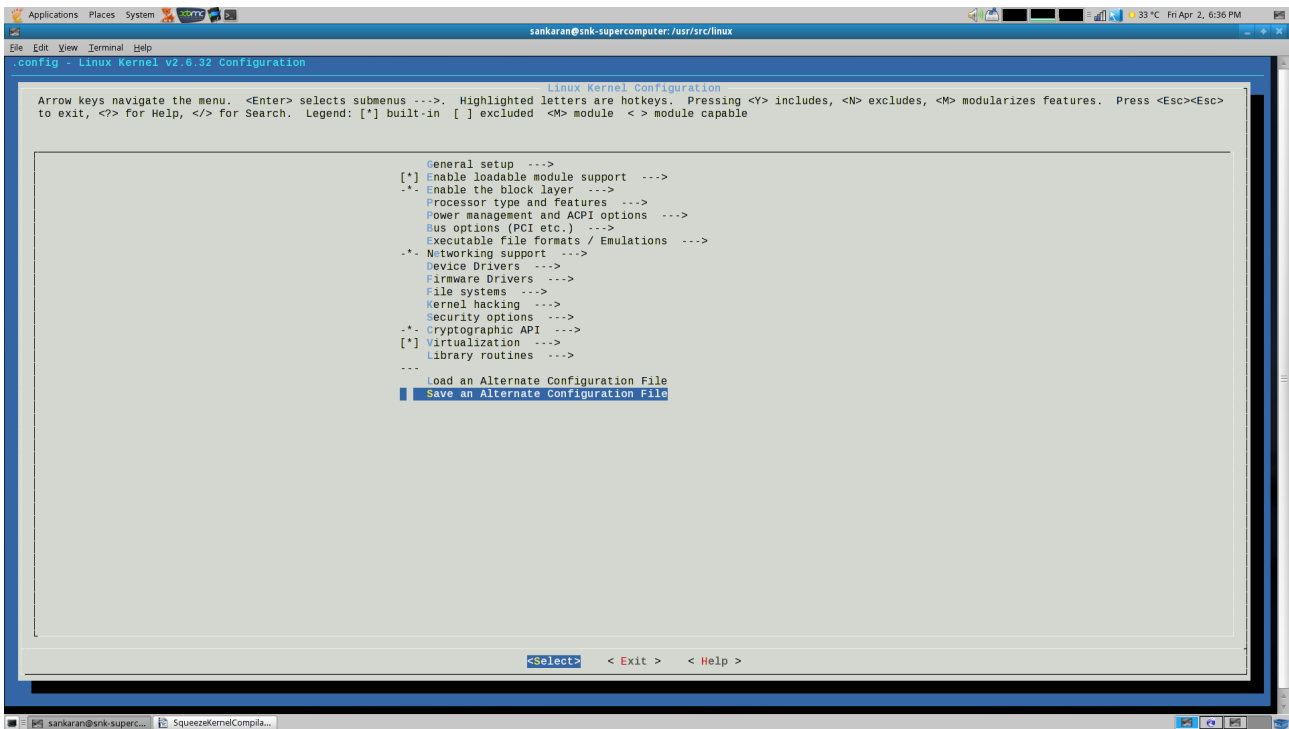 Applications Places System xbmc 33 °C Fri Apr 2, 6:36 PM
sankaran@snk-supercomputer: /usr/src/linux
File Edit View Terminal Help
.config - Linux Kernel v2.6.32 Configuration
Linux Kernel Configuration
Arrow keys navigate the menu. <Enter> selects submenus --->. Highlighted letters are hotkeys. Pressing <Y> includes, <N> excludes, <M> modularizes features. Press <Esc><Esc>
to exit, <?> for Help, </> for Search. Legend: [*] built-in [ ] excluded <M> module < > module capable
General setup --->
[*] Enable loadable module support --->
-*- Enable the block layer --->
Processor type and features --->
Power management and ACPI options --->
Bus options (PCI etc.) --->
Executable file formats / Emulations --->
-*- Networking support --->
Device Drivers --->
Firmware Drivers --->
File systems --->
Kernel hacking --->
Security options --->
-*- Cryptographic API --->
[*] Virtualization --->
Library routines --->
---
Load an Alternate Configuration File
Save an Alternate Configuration File
<Select> < Exit > < Help >
sankaran@snk-superc... SqueezeKernelCompila...